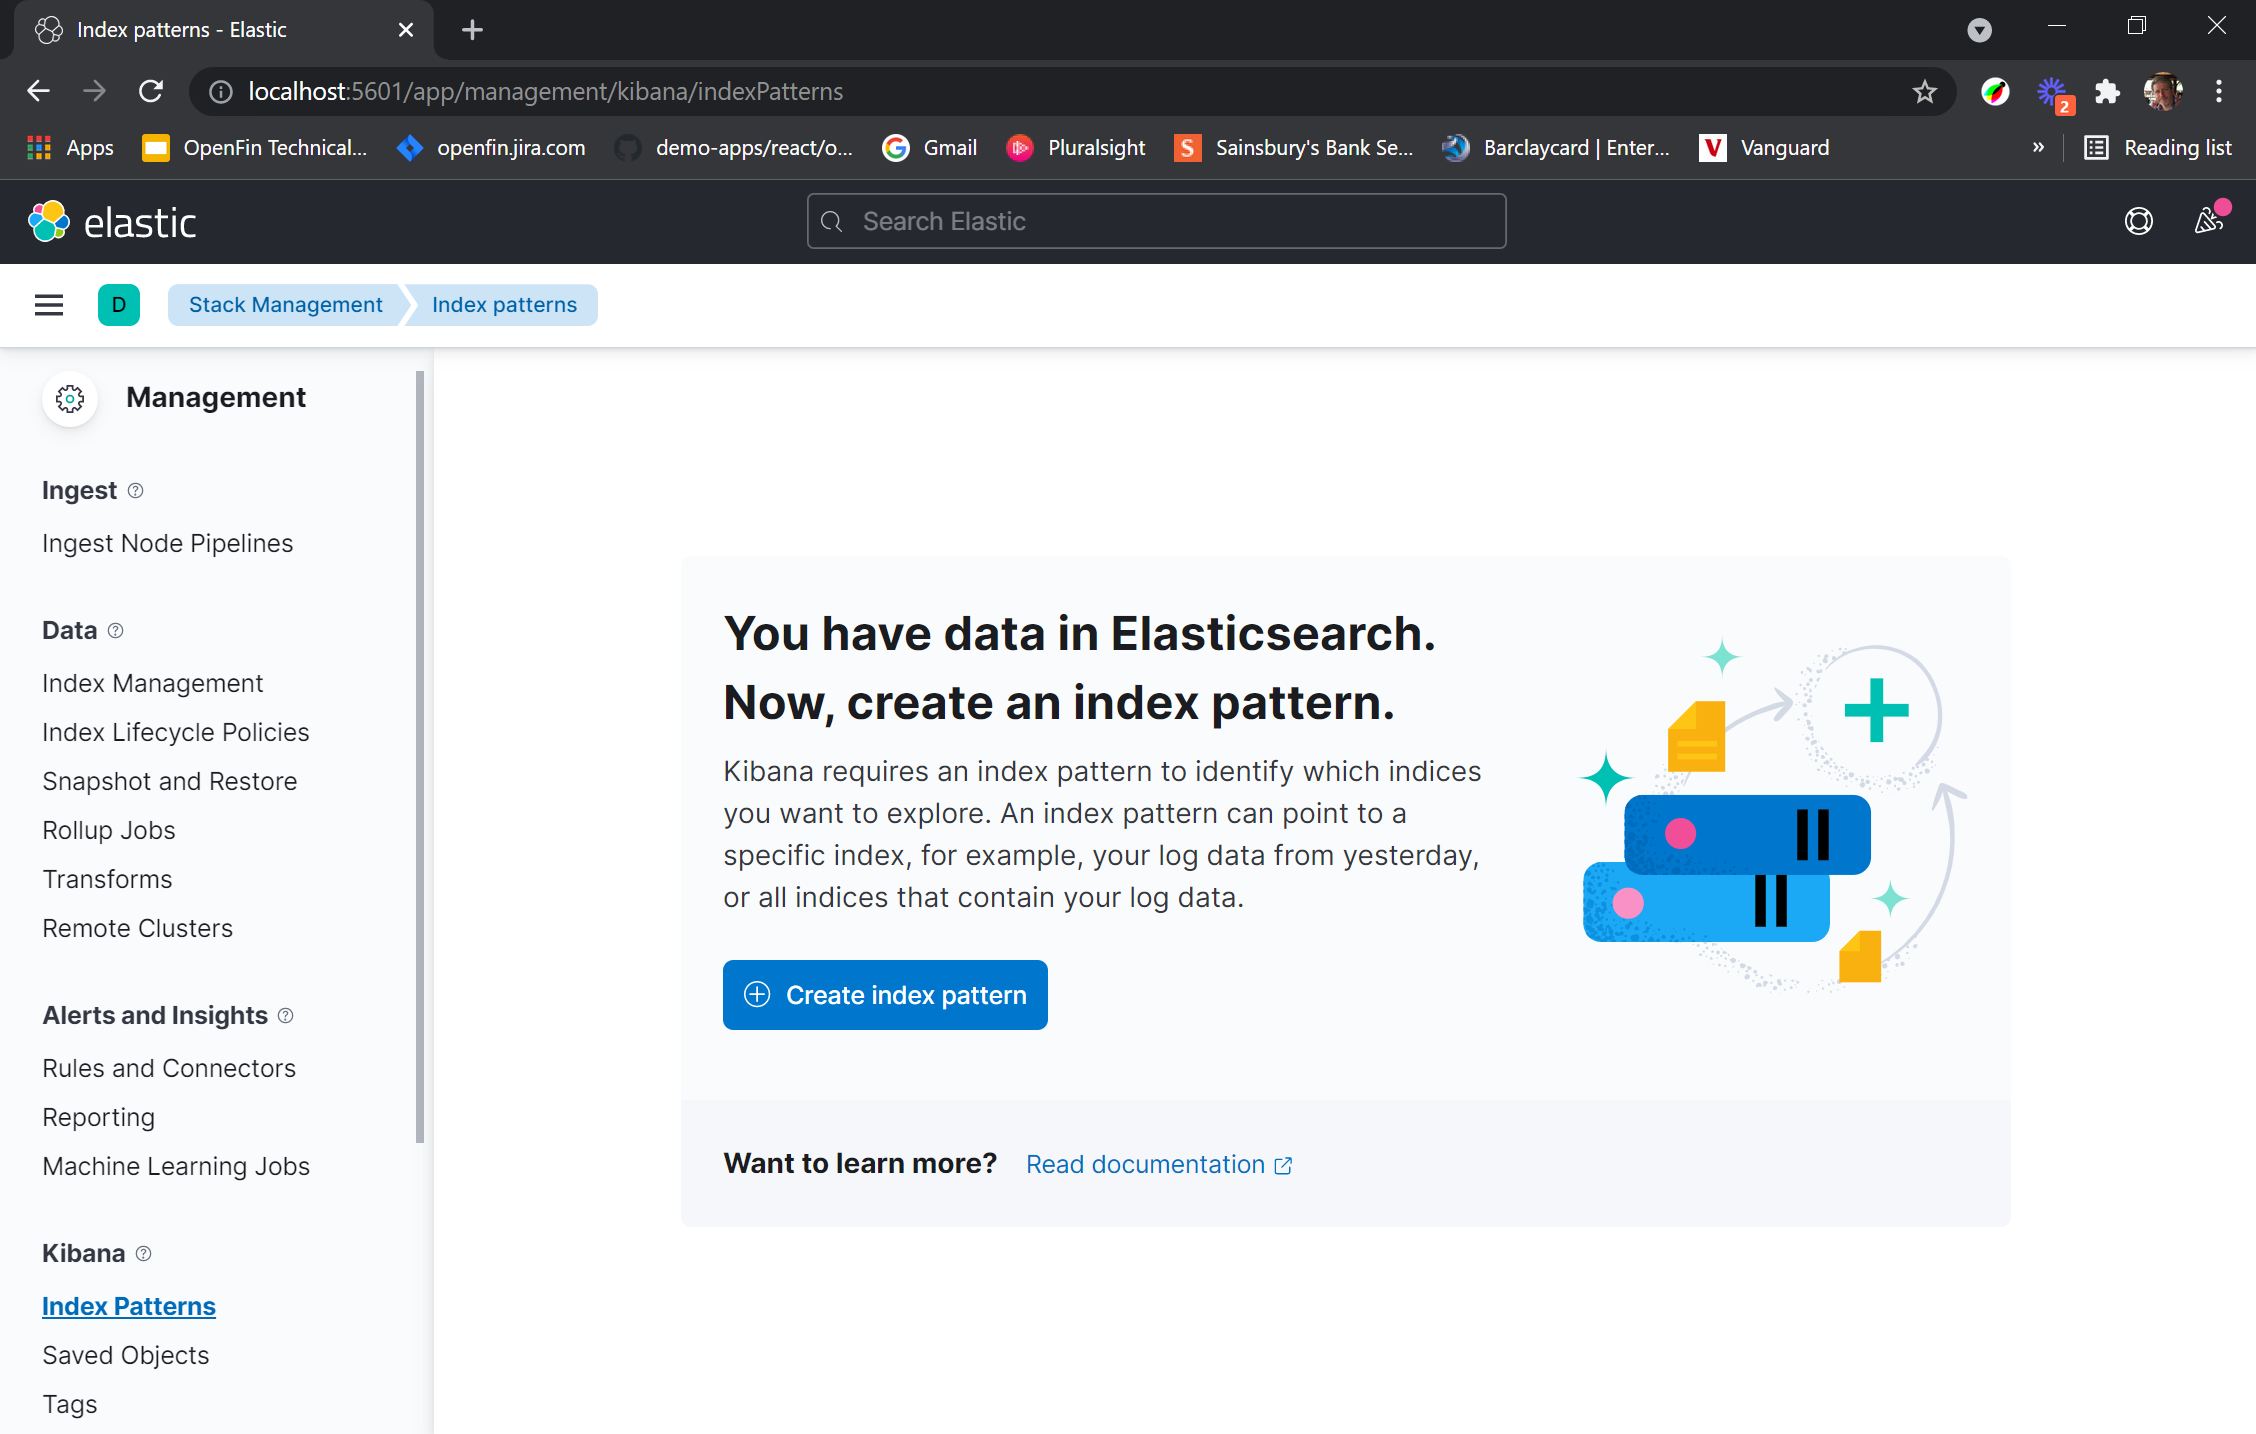 Index patterns - Elastic
localhost:5601/app/management/kibana/indexPatterns
2
Apps
OpenFin Technical...
openfin.jira.com
demo-apps/react/o...
Gmail
Pluralsight
S
Sainsbury's Bank Se...
Barclaycard | Enter...
V
Vanguard
»
Reading list
elastic
Search Elastic
D
Stack Management
Index patterns
Management
Ingest
Ingest Node Pipelines
Data
Index Management
Index Lifecycle Policies
Snapshot and Restore
Rollup Jobs
Transforms
Remote Clusters
Alerts and Insights
Rules and Connectors
Reporting
Machine Learning Jobs
Kibana
Index Patterns
Saved Objects
Tags
You have data in Elasticsearch.
Now, create an index pattern.
Kibana requires an index pattern to identify which indices
you want to explore. An index pattern can point to a
specific index, for example, your log data from yesterday,
or all indices that contain your log data.
Create index pattern
Want to learn more?
Read documentation